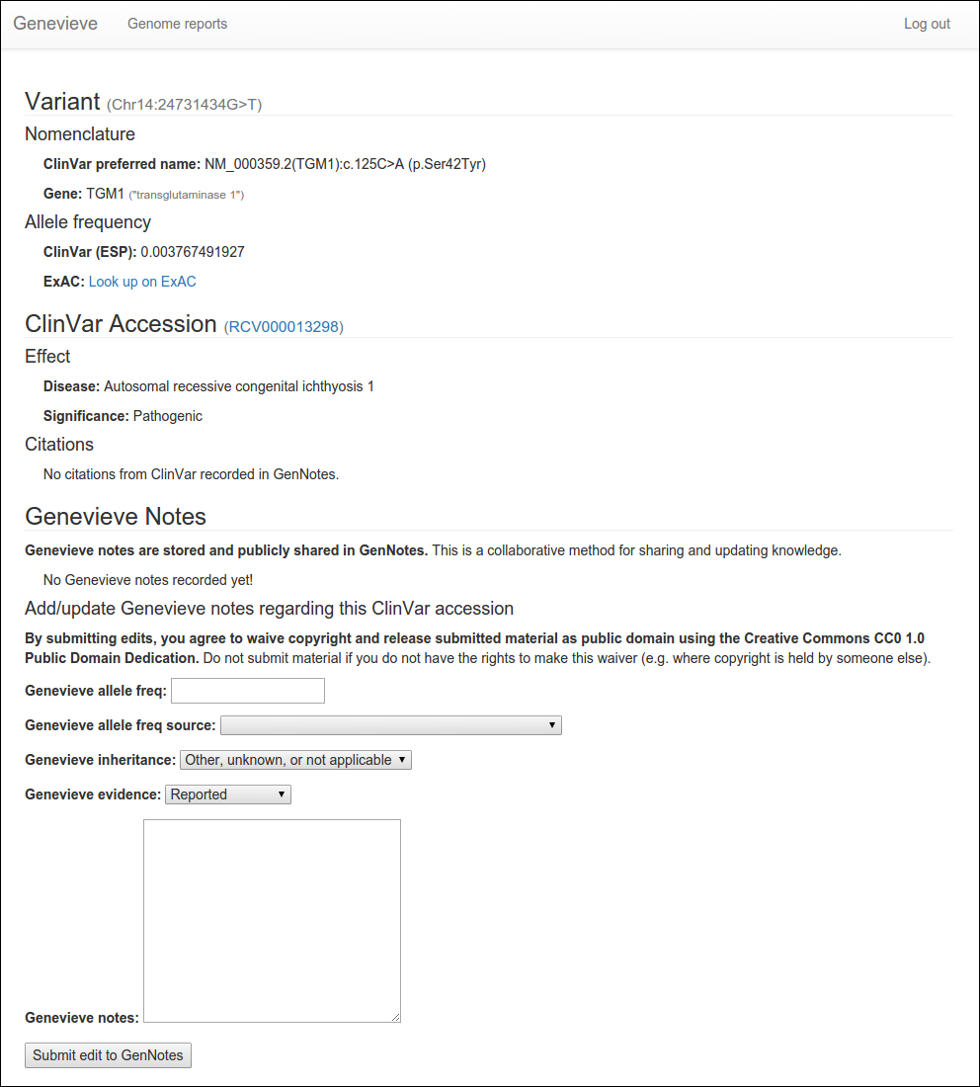 Genevieve Genome reports Log out
Variant (Chr14:24731434G>T)
Nomenclature
ClinVar preferred name: NM_000359.2(TGM1):c.125C>A (p.Ser42Tyr)
Gene: TGM1 ("transglutaminase 1")
Allele frequency
ClinVar (ESP): 0.003767491927
ExAC: Look up on ExAC
ClinVar Accession (RCV000013298)
Effect
Disease: Autosomal recessive congenital ichthyosis 1
Significance: Pathogenic
Citations
No citations from ClinVar recorded in GenNotes.
Genevieve Notes
Genevieve notes are stored and publicly shared in GenNotes. This is a collaborative method for sharing and updating knowledge.
No Genevieve notes recorded yet!
Add/update Genevieve notes regarding this ClinVar accession
By submitting edits, you agree to waive copyright and release submitted material as public domain using the Creative Commons CC0 1.0
Public Domain Dedication. Do not submit material if you do not have the rights to make this waiver (e.g. where copyright is held by someone else).
Genevieve allele freq:
Genevieve allele freq source:
Genevieve inheritance: Other, unknown, or not applicable
Genevieve evidence: Reported
Genevieve notes:
Submit edit to GenNotes